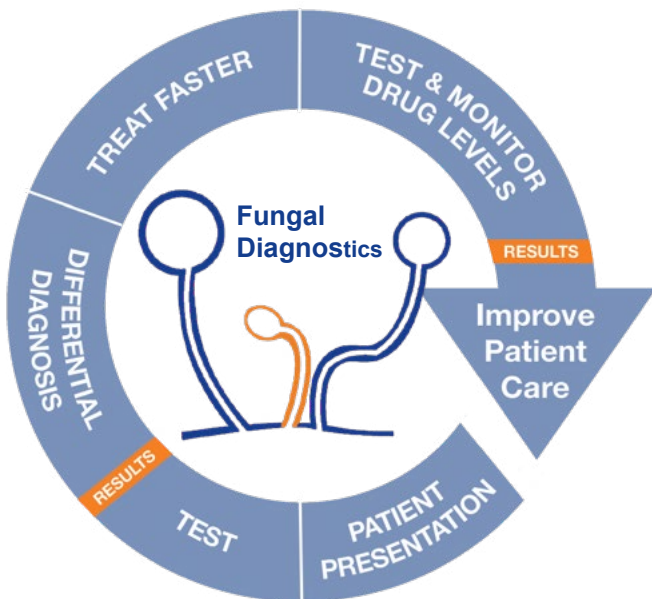 TREAT FASTER
TEST & MONITOR
DRUG LEVELS
Fungal
Diagnostics
RESULTS
DIFFERENTIAL
DIAGNOSIS
Improve
Patient
Care
RESULTS
TEST
PATIENT
PRESENTATION